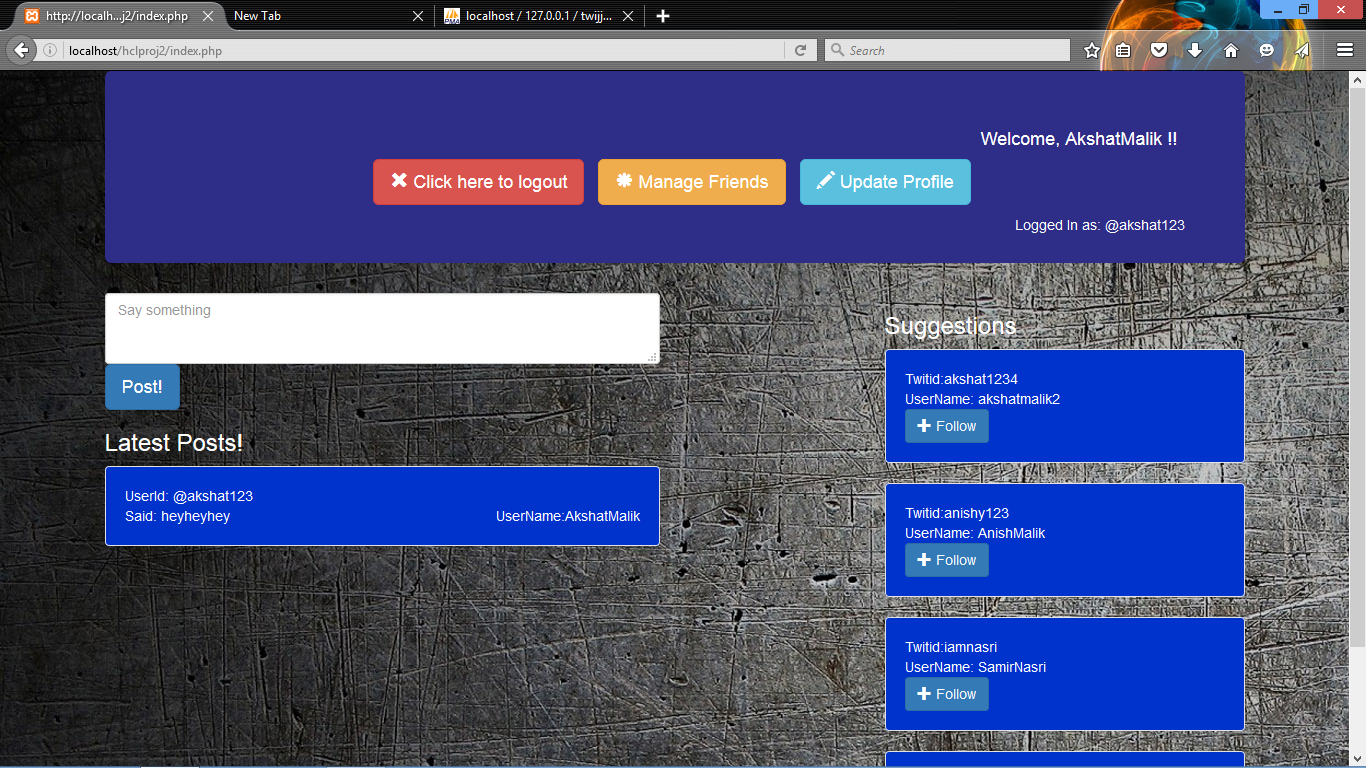 http://localh...j2/index.php
New Tab
localhost / 127.0.0.1 / twijj...
localhost/hclproj2/index.php
Search
Welcome, AkshatMalik !!
Click here to logout
Manage Friends
Update Profile
Logged In as: @akshat123
Say something
Post!
Latest Posts!
UserId: @akshat123
Said: heyheyhey
UserName:AkshatMalik
Suggestions
Twitid:akshat1234
UserName: akshatmalik2
Follow
Twitid:anishy123
UserName: AnishMalik
Follow
Twitid:iamnasri
UserName: SamirNasri
Follow